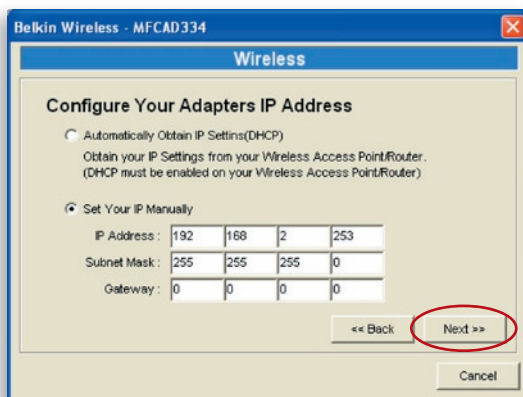 Belkin Wireless - MFCAD334
Wireless
Configure Your Adapters IP Address
Automatically Obtain IP Settins(DHCP)
Obtain your IP Settings from your Wireless Access Point/Router.
(DHCP must be enabled on your Wireless Access Point/Router)
Set Your IP Manually
IP Address : 192 168 2 253
Subnet Mask : 255 255 255 0
Gateway : 0 0 0 0
<< Back Next >>
Cancel